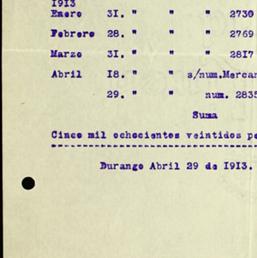 1913
Enero 31. " " " 2730
Febrero 28. " " " 2769
Marzo 31. " " " 2817
Abril 18. " " s/num.Mercan
29. " " num. 2835
Suma
Cinco mil ochocientos veintidos pe
Durango Abril 29 de 1913.